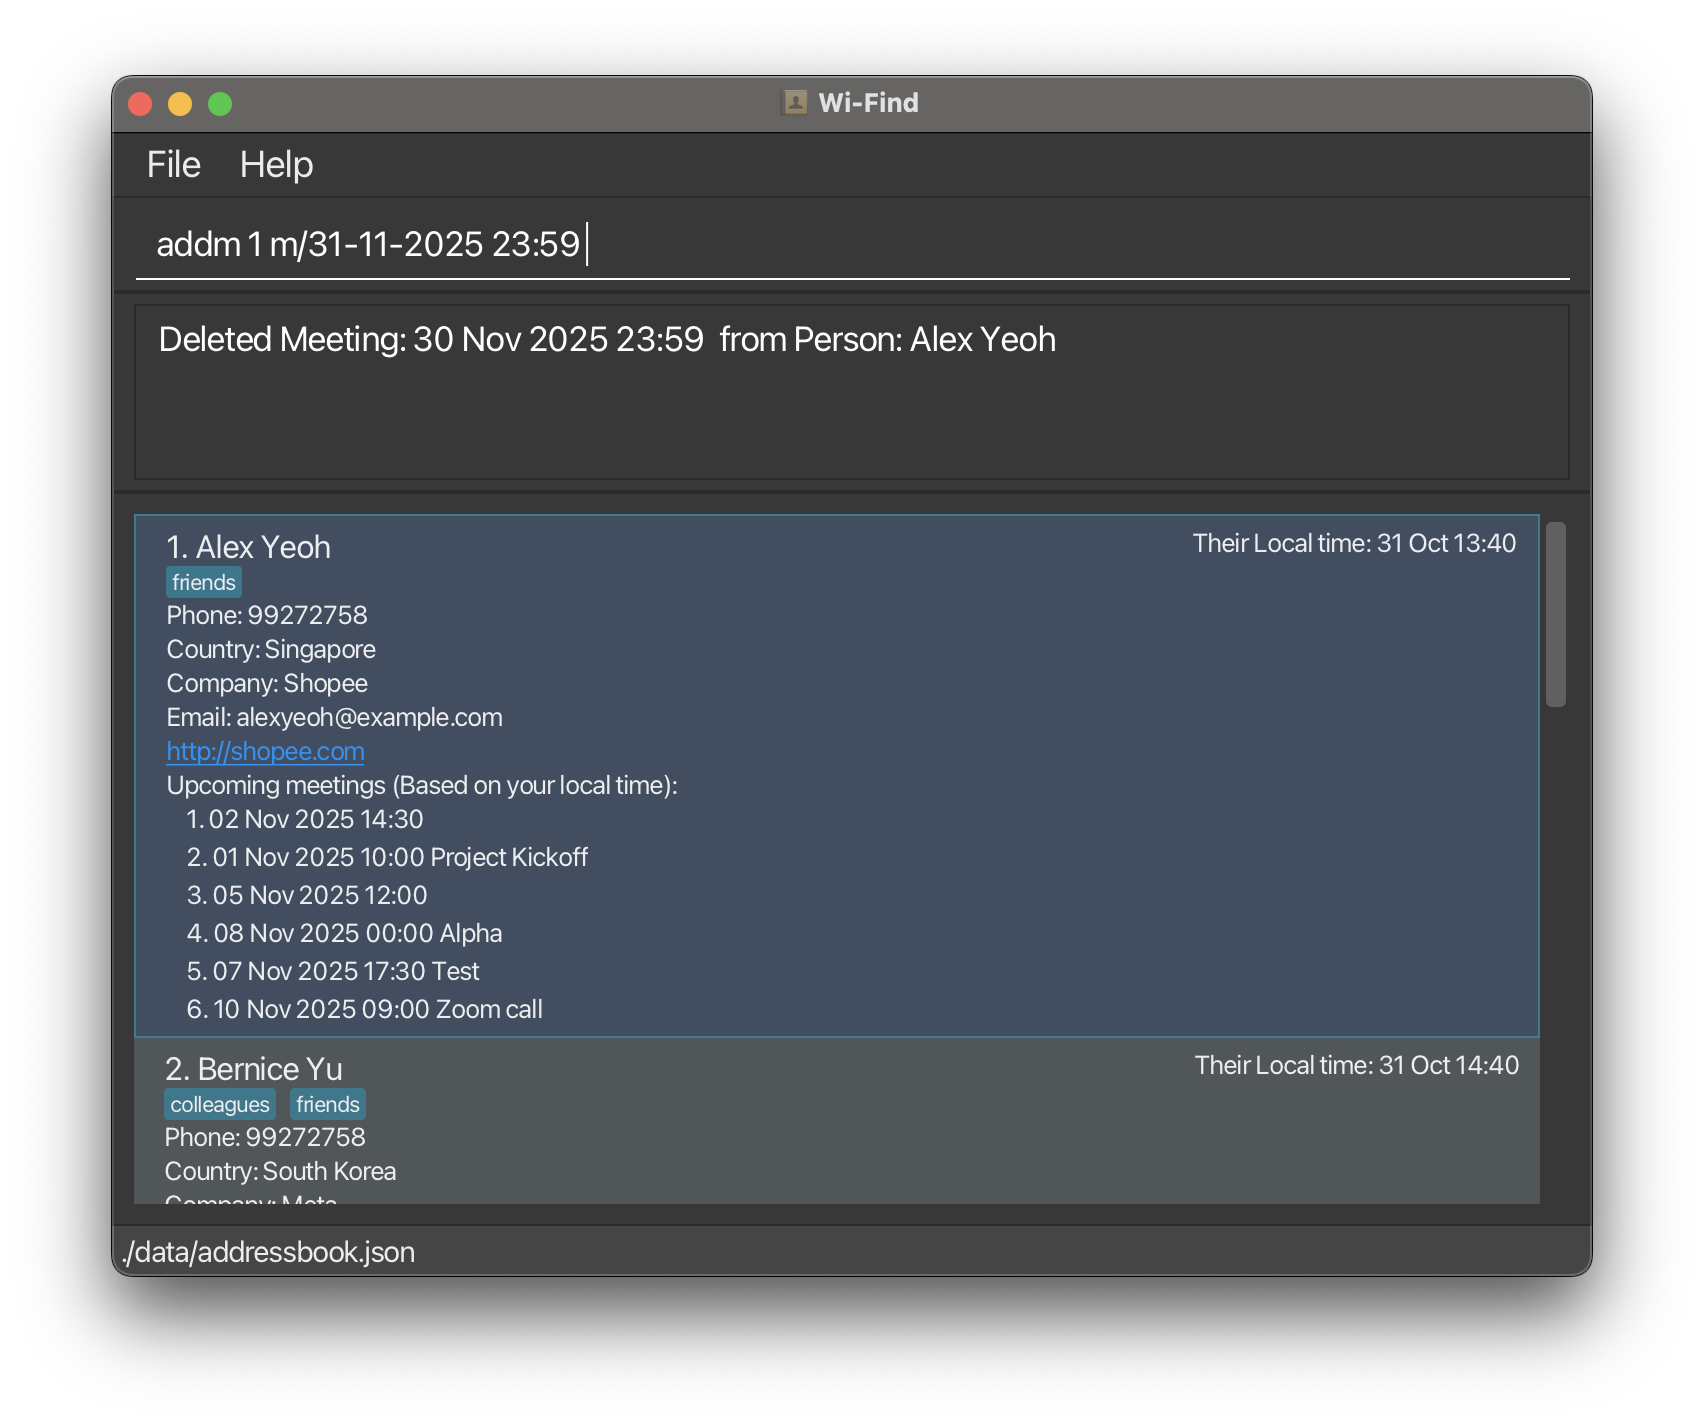 Wi-Find
File Help
addm 1 m/31-11-2025 23:59
Deleted Meeting: 30 Nov 2025 23:59  from Person: Alex Yeoh
1. Alex Yeoh
Their Local time: 31 Oct 13:40
friends
Phone: 99272758
Country: Singapore
Company: Shopee
Email: alexyeoh@example.com
http://shopee.com
Upcoming meetings (Based on your local time):
1. 02 Nov 2025 14:30
2. 01 Nov 2025 10:00 Project Kickoff
3. 05 Nov 2025 12:00
4. 08 Nov 2025 00:00 Alpha
5. 07 Nov 2025 17:30 Test
6. 10 Nov 2025 09:00 Zoom call
2. Bernice Yu
Their Local time: 31 Oct 14:40
colleagues friends
Phone: 99272758
Country: South Korea
Company: Meta
./data/addressbook.json